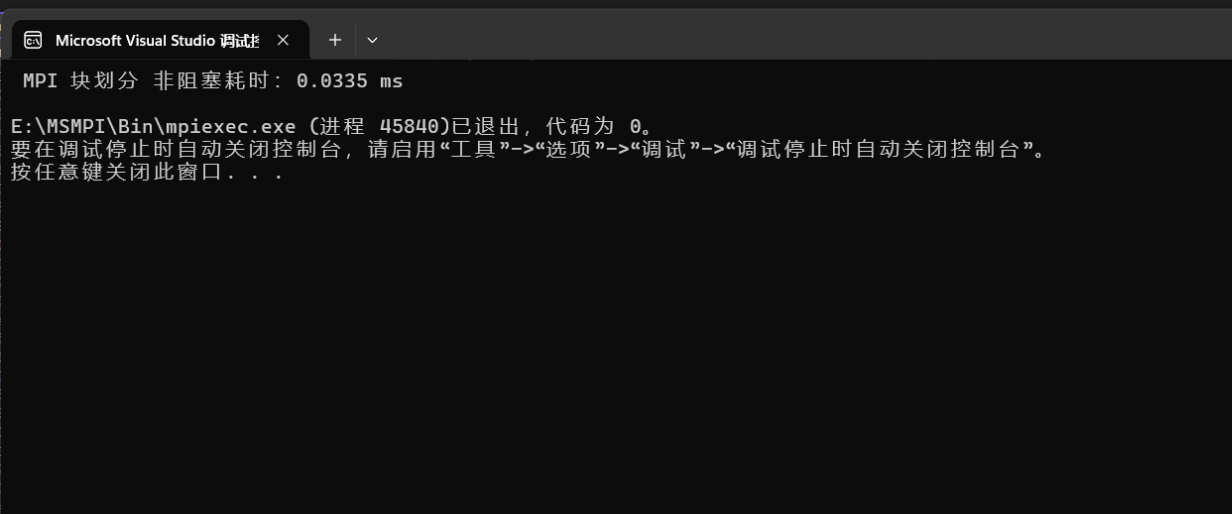 Microsoft Visual Studio 调试
MPI 块划分 非阻塞耗时: 0.0335 ms
E:\MSMPI\Bin\mpiexec.exe (进程 45840)已退出,代码为 0。
要在调试停止时自动关闭控制台,请启用“工具”->“选项”->“调试”->“调试停止时自动关闭控制台”。
按任意键关闭此窗口. . .